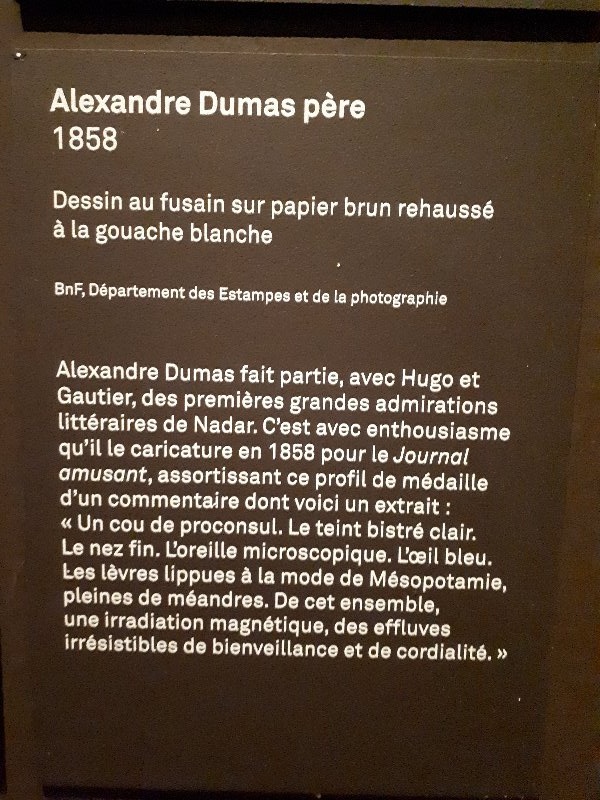 Alexandre Dumas père
1858
Dessin au fusain sur papier brun rehaussé
à la gouache blanche
BnF, Département des Estampes et de la photographie
Alexandre Dumas fait partie, avec Hugo et
Gautier, des premières grandes admirations
littéraires de Nadar. C'est avec enthousiasme
qu'il le caricature en 1858 pour le Journal
amusant, assortissant ce profil de médaille
d'un commentaire dont voici un extrait :
« Un cou de proconsul. Le teint bistré clair.
Le nez fin. L'oreille microscopique. L'œil bleu.
Les lèvres lippues à la mode de Mésopotamie,
pleines de méandres. De cet ensemble,
une irradiation magnétique, des effluves
irrésistibles de bienveillance et de cordialité. »